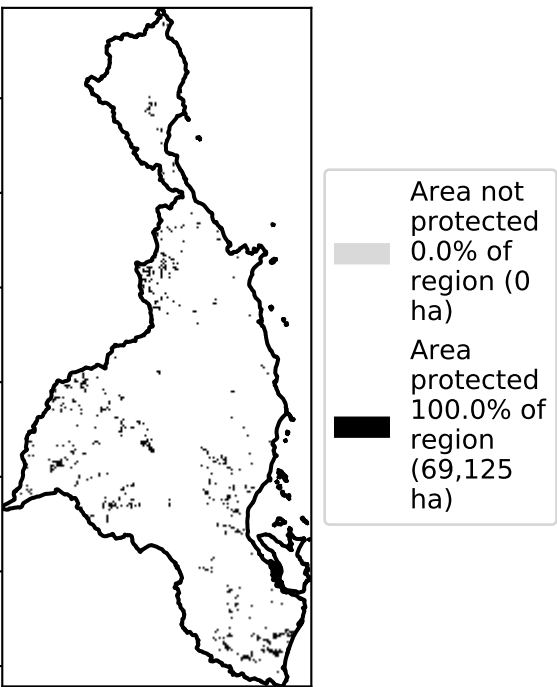 Area not
protected
0.0% of
region (0
ha)
Area
protected
100.0% of
region
(69,125
ha)